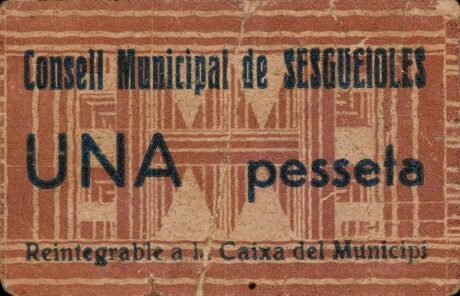 Consell Municipal de SESGUEIOLES
UNA pesseta
Reintegrable a la Caixa del Municipi